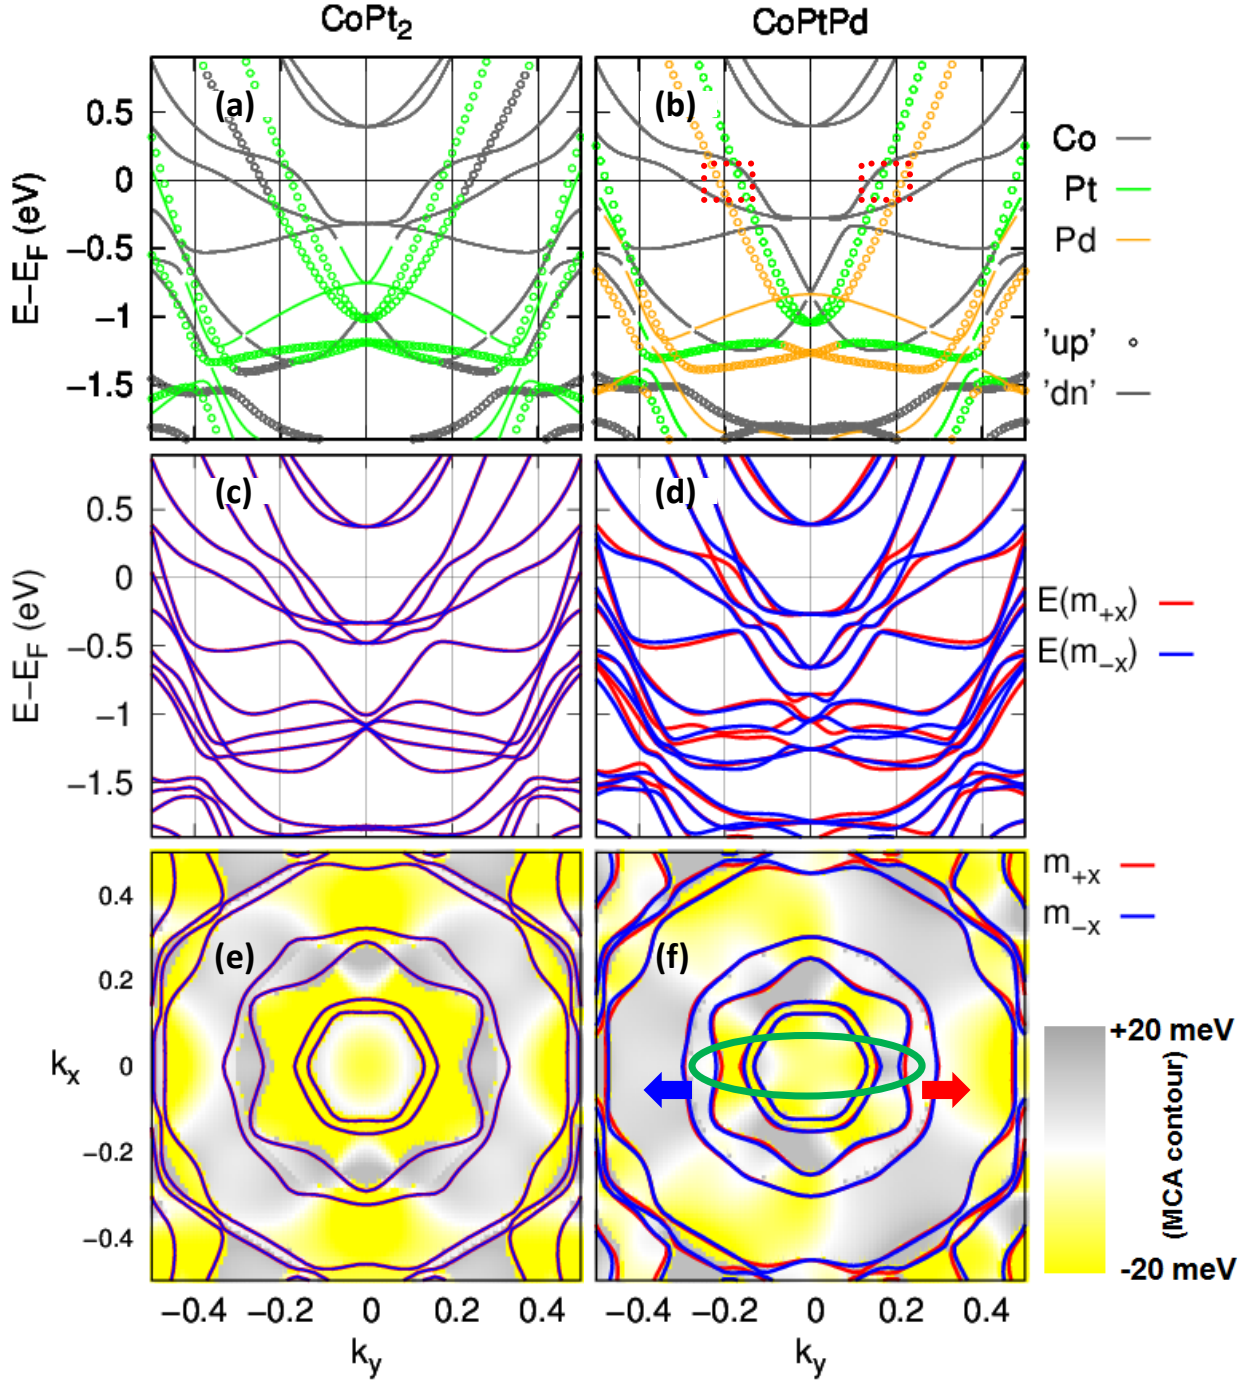 CoPt2 CoPtPd
(a) (b)
0.5
0
−0.5
−1
−1.5
E−EF (eV)
Co
Pt
Pd
'up'
'dn'
(c) (d)
0.5
0
−0.5
−1
−1.5
E−EF (eV)
E(m+x)
E(m−x)
(e) (f)
0.4
0.2
0
-0.2
-0.4
kx
m+x
m−x
+20 meV
(MCA contour)
-20 meV
−0.4 −0.2 0 0.2 0.4 −0.4 −0.2 0 0.2 0.4
ky ky